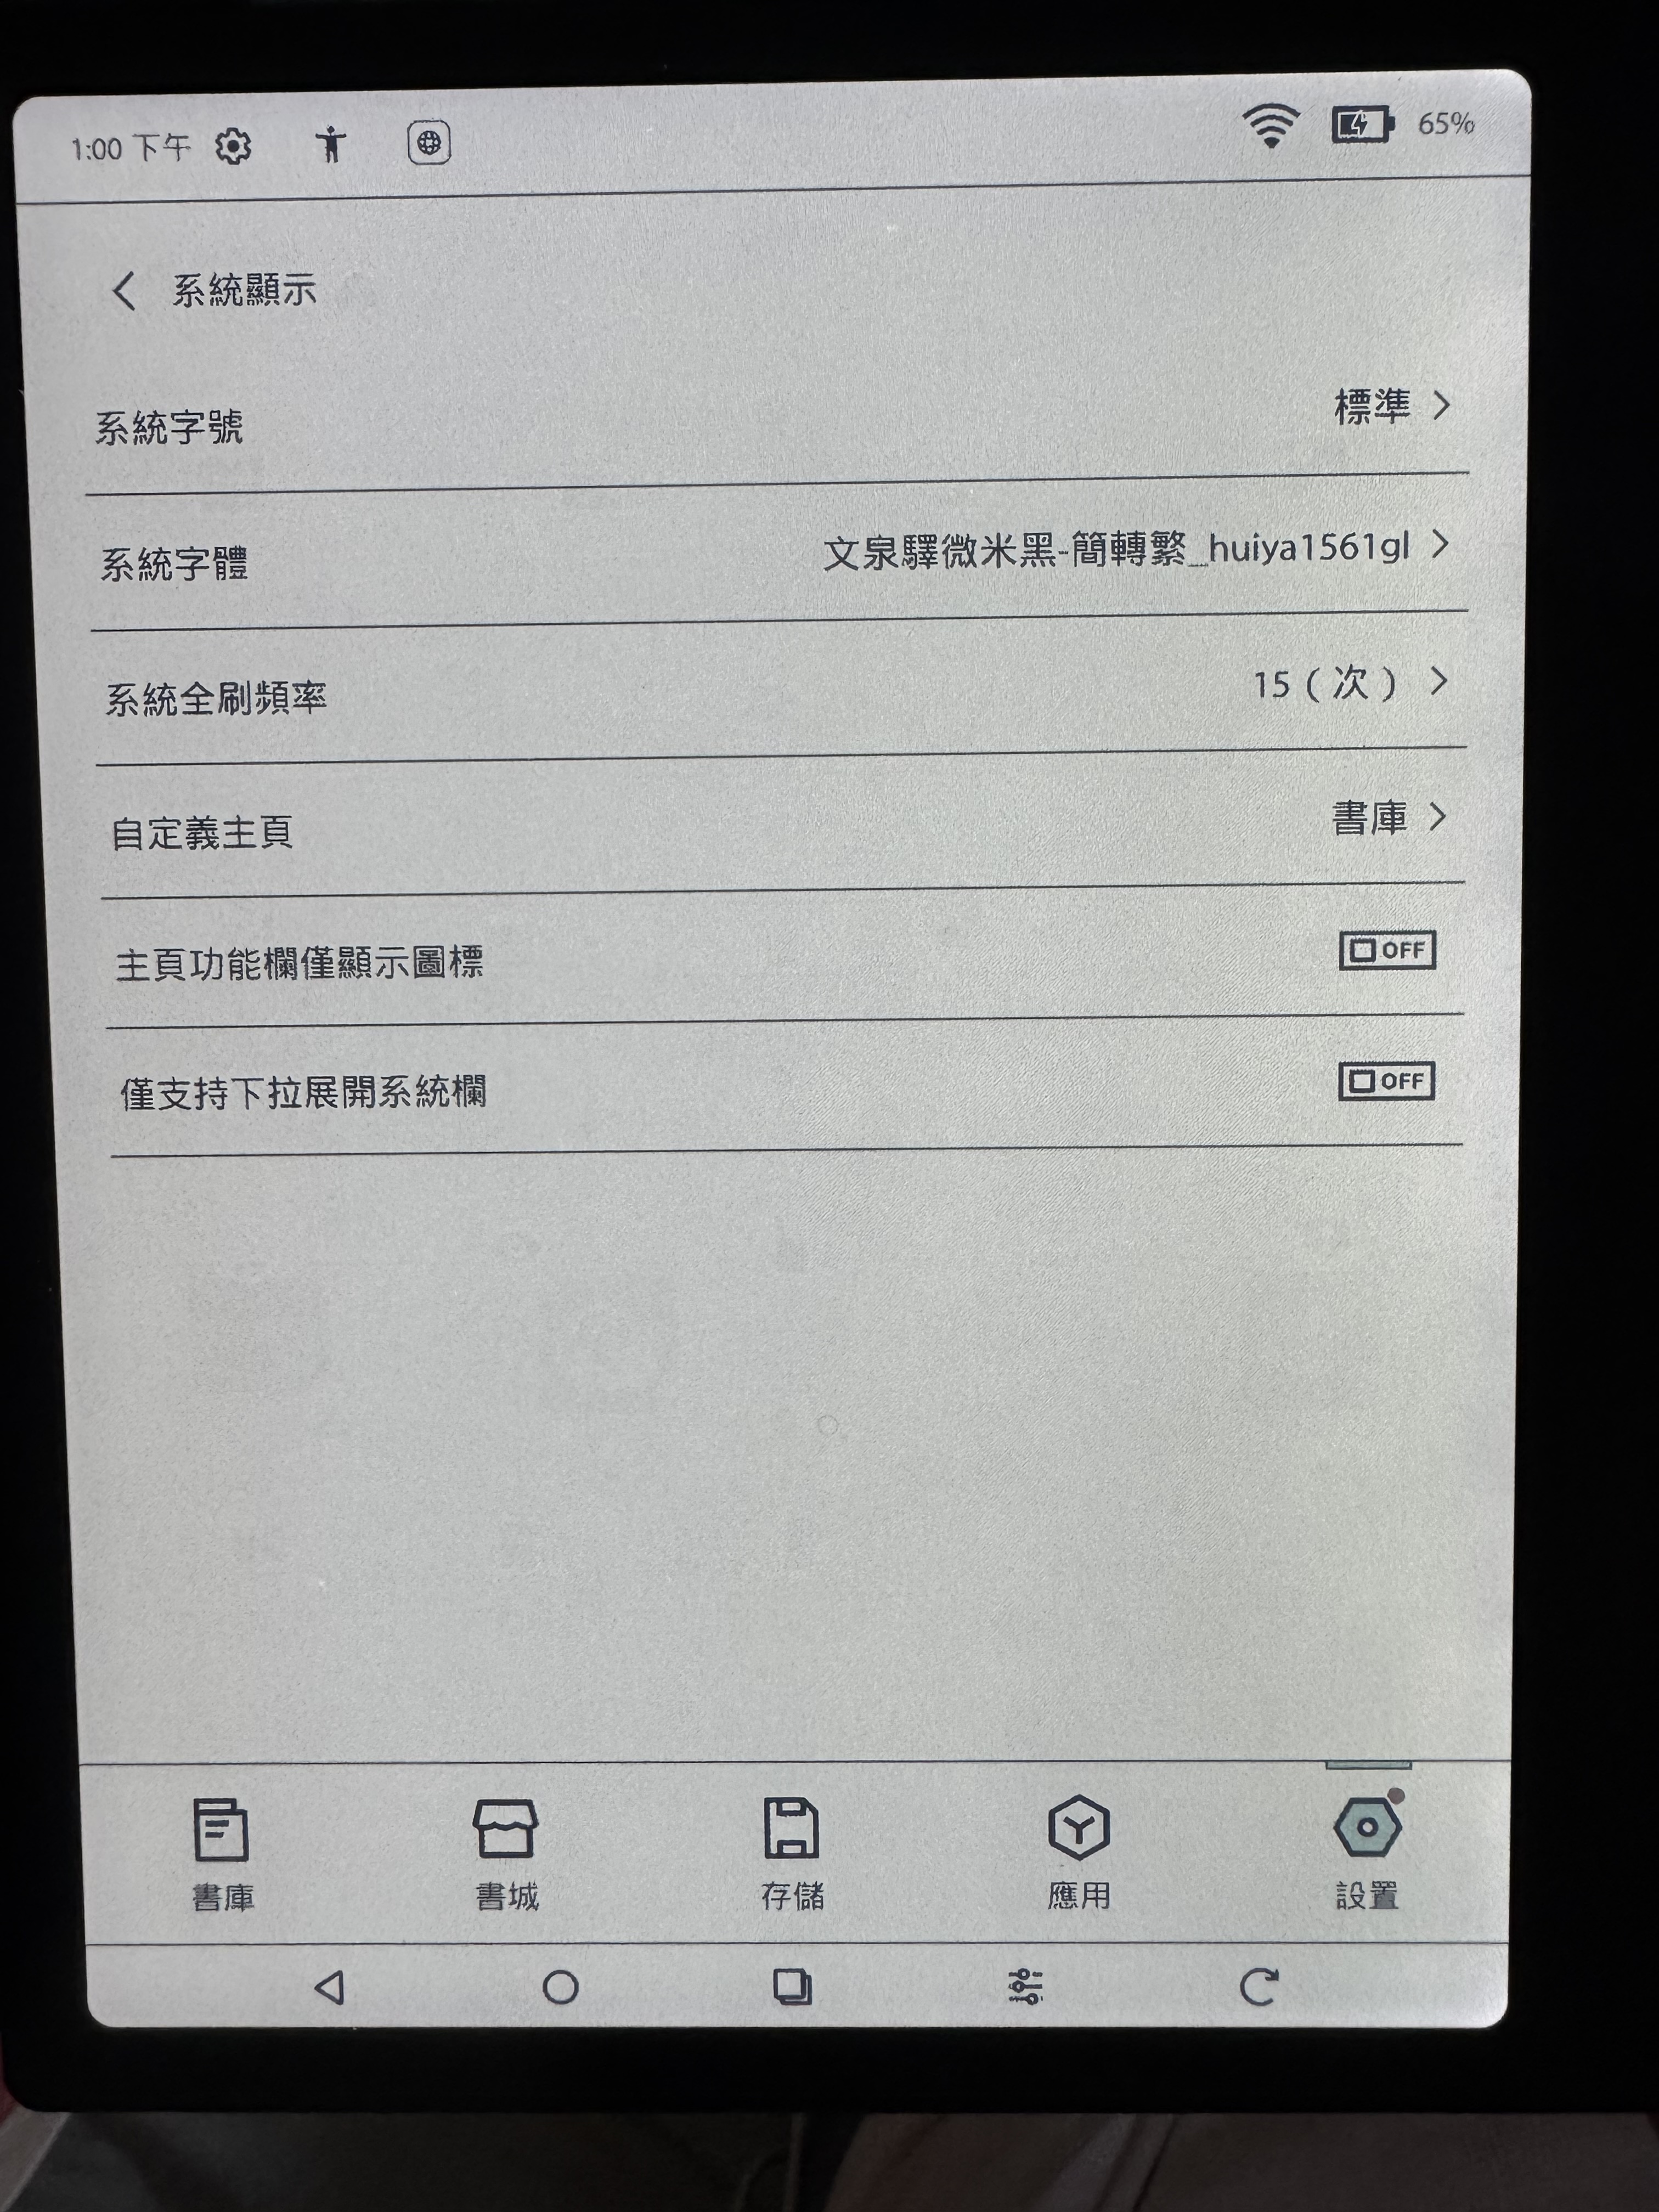 1:00 下午 65%
系統顯示
系統字號 標準
系統字體 文泉驛微米黑-簡轉繁_huiya1561gl
系統全刷頻率 15（次）
自定義主頁 書庫
主頁功能欄僅顯示圖標 OFF
僅支持下拉展開系統欄 OFF
書庫 書城 存儲 應用 設置